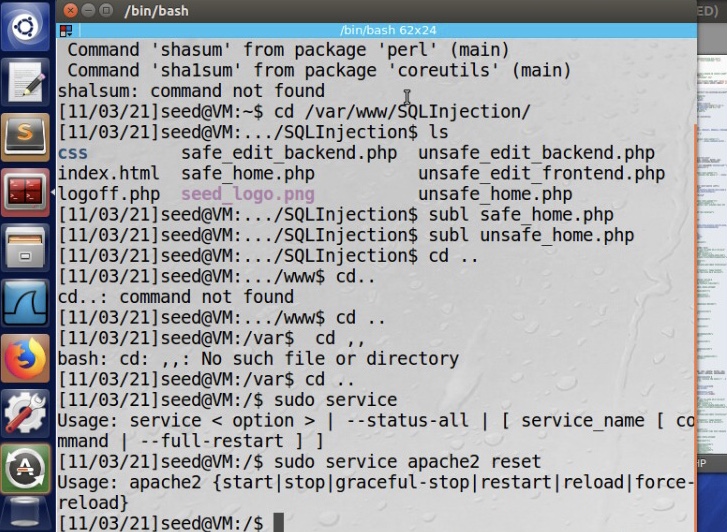 /bin/bash
/bin/bash 62x24
Command 'shasum' from package 'perl' (main)
Command 'sha1sum' from package 'coreutils' (main)
shalsum: command not found
[11/03/21]seed@VM:~$ cd /var/www/SQLInjection/
[11/03/21]seed@VM:.../SQLInjection$ ls
css safe_edit_backend.php unsafe_edit_backend.php
index.html safe_home.php unsafe_edit_frontend.php
logoff.php seed_logo.png unsafe_home.php
[11/03/21]seed@VM:.../SQLInjection$ subl safe_home.php
[11/03/21]seed@VM:.../SQLInjection$ subl unsafe_home.php
[11/03/21]seed@VM:.../SQLInjection$ cd ..
[11/03/21]seed@VM:.../www$ cd..
cd..: command not found
[11/03/21]seed@VM:.../www$ cd ..
[11/03/21]seed@VM:/var$  cd ,,
bash: cd: ,,: No such file or directory
[11/03/21]seed@VM:/var$ cd ..
[11/03/21]seed@VM:/$ sudo service
Usage: service < option > | --status-all | [ service_name [ co
mmand | --full-restart ] ]
[11/03/21]seed@VM:/$ sudo service apache2 reset
Usage: apache2 {start|stop|graceful-stop|restart|reload|force-
reload}
[11/03/21]seed@VM:/$
ED)
HP